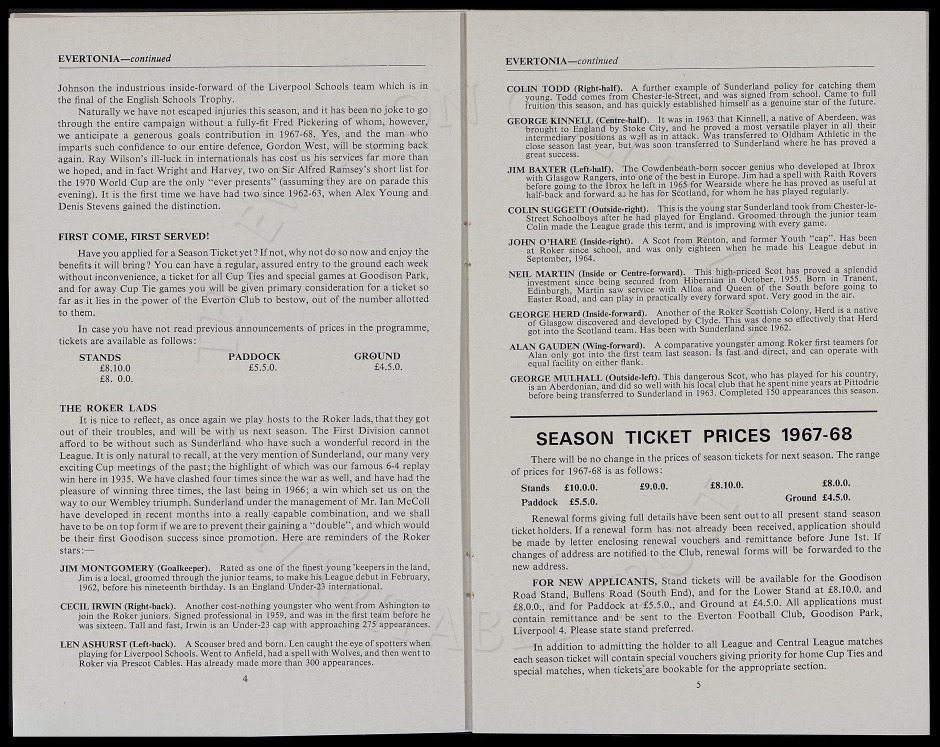 EVERTONIA—continued
Johnson the industrious inside-forward of the Liverpool Schools team which is in
the final of the English Schools Trophy.
Naturally we have not escaped injuries this season, and it has been no joke to go
through the entire campaign without a fully-fit Fred Pickering of whom, however,
we anticipate a generous goals contribution in 1967-68. Yes, and the man who
imparts such confidence to our entire defence, Gordon West, will be storming back
again. Ray Wilson's ill-luck in internationals has cost us his services far more than
we hoped, and in fact Wright and Harvey, two on Sir Alfred Ramsey's short list for
the 1970 World Cup are the only "ever presents" (assuming they are on parade this
evening). It is the first time we have had two since 1962-63, when Alex Young and
Denis Stevens gained the distinction.
FIRST COME, FIRST SERVED!
Have you applied for a Season Ticket yet? If not, why not do so now and enjoy the
benefits it will bring? You can have a regular, assured entry to the ground each week
without inconvenience, a ticket for all Cup Ties and special games at Goodison Park,
and for away Cup Tie games you will be given primary consideration for a ticket so
far as it lies in the power of the Everton Club to bestow, out of the number allotted
to them.
In case you have not read previous announcements of prices in the programme,
tickets are available as follows:
STANDS PADDOCK GROUND
£8.10.0 £5.5.0. £4.5.0.
£8. 0.0.
THE ROKER LADS
It is nice to reflect, as once again we play hosts to the Roker lads, that they got
out of their troubles, and will be with us next season. The First Division cannot
afford to be without such as Sunderland who have such a wonderful record in the
League. It is only natural to recall, at the very mention of Sunderland, our many very
exciting Cup meetings of the past; the highlight of which was our famous 6-4 replay
win here in 1935. We have clashed four times since the war as well, and have had the
pleasure of winning three times, the last being in 1966; a win which set us on the
way to our Wembley triumph. Sunderland under the management of Mr. Ian McColl
have developed in recent months into a really capable combination, and we shall
have to be on top form if we are to prevent their gaining a "double", and which would
be their first Goodison success since promotion. Here are reminders of the Roker
stars:—
JIM MONTGOMERY (Goalkeeper). Rated as one of the finest young 'keepers in the land,
Jim is a local, groomed through the junior teams, to make his League debut in February,
1962, before his nineteenth birthday. Is an England Under-23 international.
CECIL IRWIN (Right-back). Another cost-nothing youngster who went from Ashington to
join the Roker juniors. Signed professional in 1959, and was in the first team before he
was sixteen. Tall and fast, Irwin is an Under-23 cap with approaching 275 appearances.
LEN ASHURST (Left-back). A Scouser bred and born. Len caught the eye of spotters when
playing for Liverpool Schools. Went to Anfield, had a spell with Wolves, and then went to
Roker via Prescot Cables. Has already made more than 300 appearances.
4
EVERTONIA—continued
COLIN TODD (Right-half). A further example of Sunderland policy for catching them
young. Todd comes from Chester-le-Street, and was signed from school. Came to full
fruition this season, and has quickly established himself as a genuine star of the future.
GEORGE KINNELL (Centre-half). It was in 1963 that Kinnell, a native of Aberdeen, was
brought to England by Stoke City, and he proved a most versatile player in all their
intermediary positions as well as in attack. Was transferred to Oldham Athletic in the
close season last year, but was soon transferred to Sunderland where he has proved a
great success.
JIM BAXTER (Left-half). The Cowdenbeath-born soccer genius who developed at Ibrox
with Glasgow Rangers, into one of the best in Europe. Jim had a spell with Raith Rovers
before going to the Ibrox he left in 1965 for Wearside where he has proved as useful at
half-back and forward as he has for Scotland, for whom he has played regularly.
COLIN SUGGETT (Outside-right). This is the young star Sunderland took from Chester-le-
Street Schoolboys after he had played for England. Groomed through the junior team
Colin made the League grade this term, and is improving with every game.
JOHN O'HARE (Inside-right). A Scot from Renton, and former Youth "cap". Has been
at Roker since school, and was only eighteen when he made his League debut in
September, 1964.
NEIL MARTIN (Inside or Centre-forward). This high-priced Scot has proved a splendid
investment since being secured from Hibernian in October, 1955. Born in Tranent,
Edinburgh, Martin saw service with Alloa and Queen of the South before going to
Easter Road, and can play in practically every forward spot. Very good in the air.
GEORGE HERD (Inside-forward). Another of the Roker Scottish Colony, Herd is a native
of Glasgow discovered and developed by Clyde. This was done so effectively that Herd
got into the Scotland team. Has been with Sunderland since 1962.
ALAN GAUDEN (Wing-forward). A comparative youngster among Roker first teamers for
Alan only got into the first team last season. Is fast and direct, and can operate with
equal facility on either flank.
GEORGE MULHALL (Outside-left). This dangerous Scot, who has played for his country,
is an Aberdonian, and did so well with his local club that he spent nine years at Pittodrie
before being transferred to Sunderland in 1963. Completed 150 appearances this season.
SEASON TICKET PRICES 1967-68
There will be no change in the prices of season tickets for next season. The range
of prices for 1967-68 is as follows:
Stands £10.0.0. £9.0.0. £8.10.0. £8.0.0.
Paddock £5.5.0. Ground £4.5.0.
Renewal forms giving full details have been sent out to all present stand season
ticket holders. If a renewal form has not already been received, application should
be made by letter enclosing renewal vouchers and remittance before June 1st. If
changes of address are notified to the Club, renewal forms will be forwarded to the
new address.
FOR NEW APPLICANTS, Stand tickets will be available for the Goodison
Road Stand, Bullens Road (South End), and for the Lower Stand at £8.10.0. and
£8.0.0., and for Paddock at £5.5.0., and Ground at £4.5.0. All applications must
contain remittance and be sent to the Everton Football Club, Goodison Park,
Liverpool 4. Please state stand preferred.
In addition to admitting the holder to all League and Central League matches
each season ticket will contain special vouchers giving priority for home Cup Ties and
special matches, when tickets are bookable for the appropriate section.
5